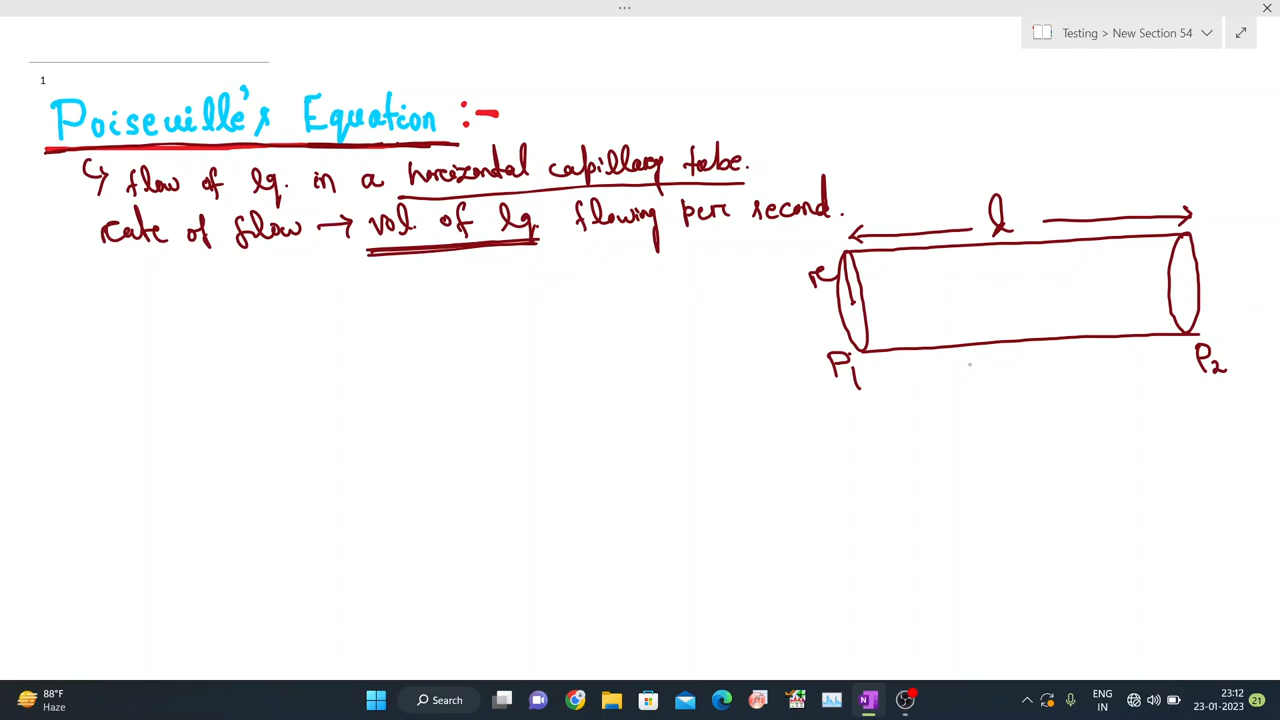 Testing > New Section 54
1
Poiseuille's Equation :-
↳ flow of lq. in a horizontal capillary tube.
rate of flow → vol. of lq. flowing per second.
l
r
P1
P2
88°F
Haze
Search
ENG
IN
23:12
23-01-2023
21